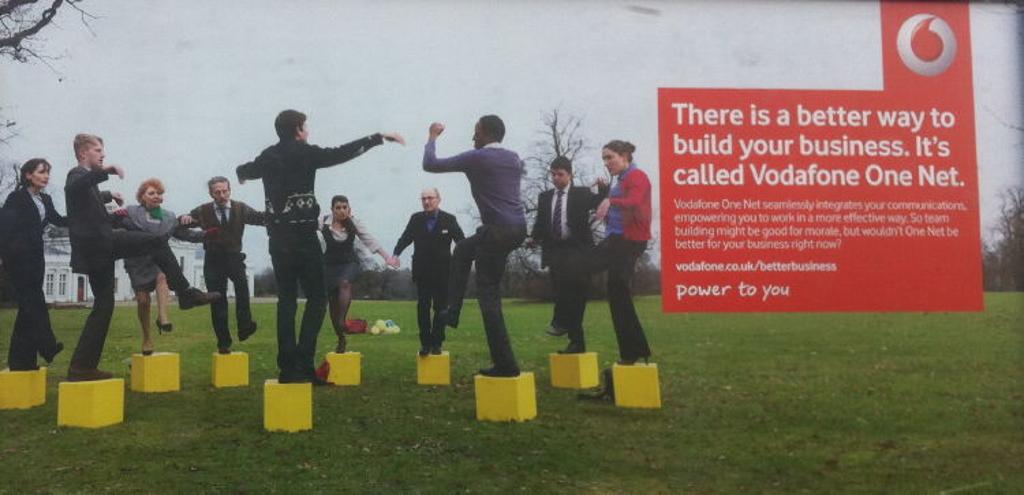 There is a better way to
build your business. It's
called Vodafone One Net.
Vodafone One Net seamlessly integrates your communications,
empowering you to work in a more effective way. So team
building might be good for morale, but wouldn't One Net be
better for your business right now?
vodafone.co.uk/betterbusiness
power to you